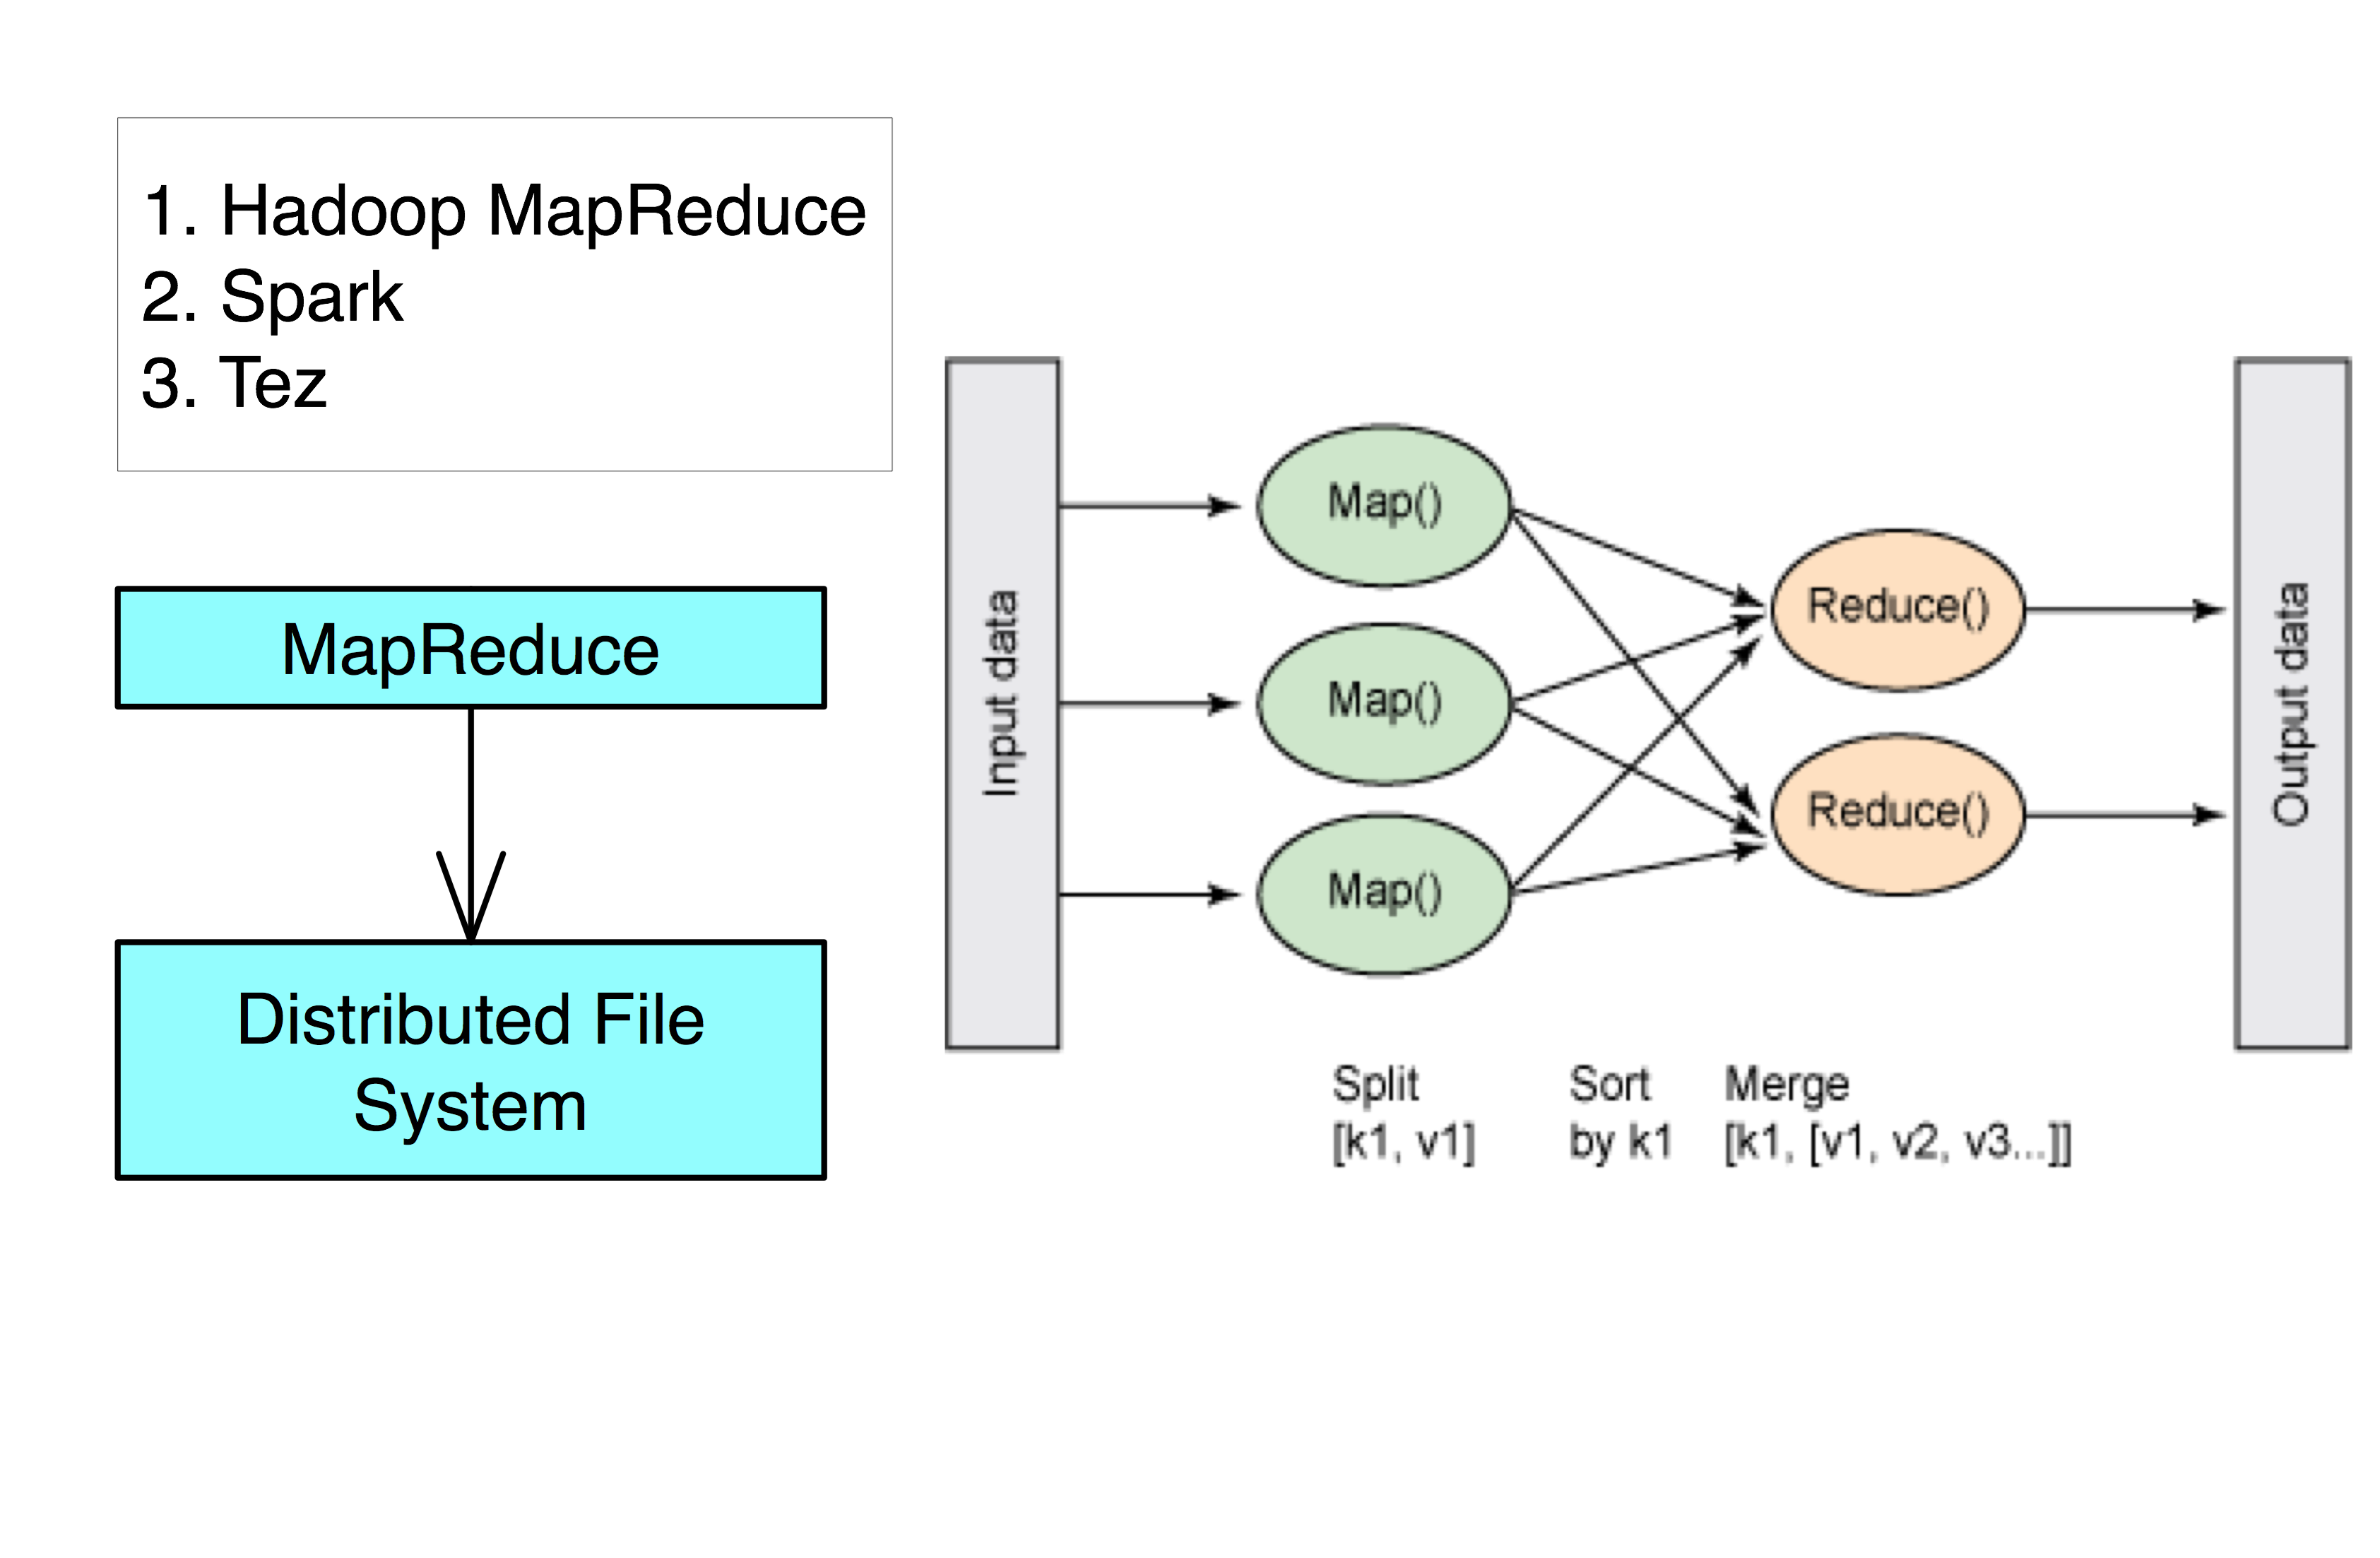 1. Hadoop MapReduce
2. Spark
3. Tez
MapReduce
Distributed File
System
Input data
Map()
Map()
Map()
Reduce()
Reduce()
Output data
Split
[k1, v1]
Sort
by k1
Merge
[k1, [v1, v2, v3...]]